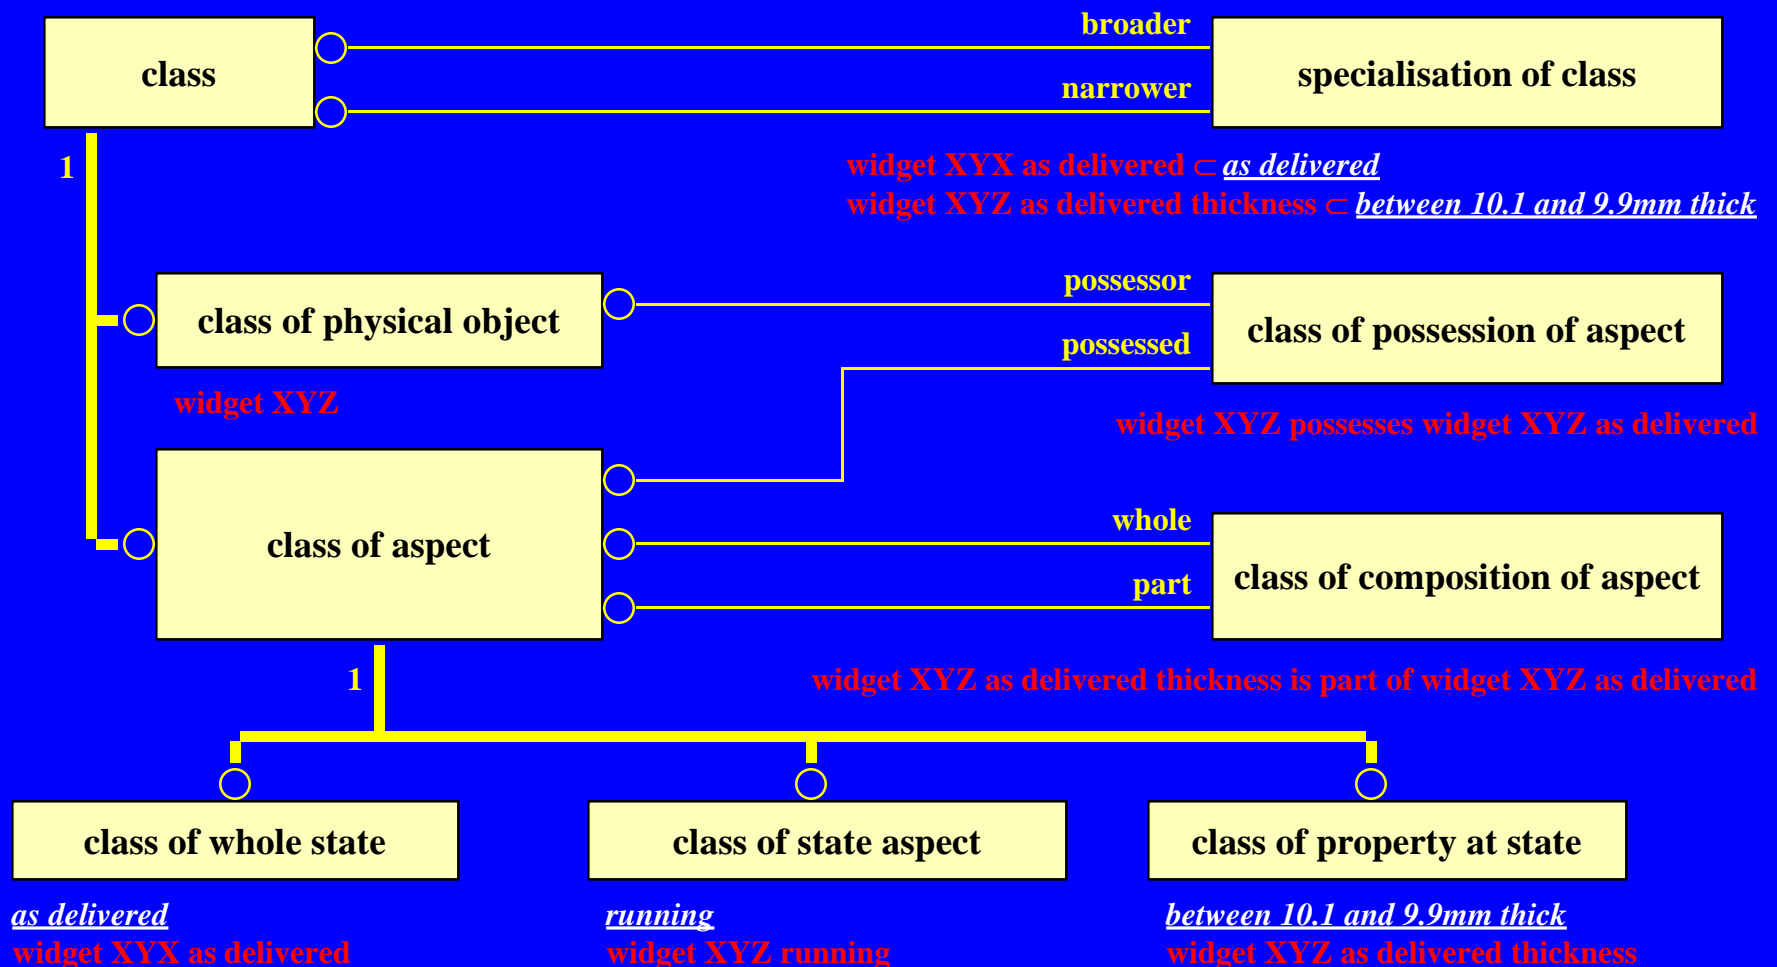 broader
class
specialisation of class
narrower
1
widget XYX as delivered ⊂ as delivered
widget XYZ as delivered thickness ⊂ between 10.1 and 9.9mm thick
possessor
class of physical object
class of possession of aspect
possessed
widget XYZ
widget XYZ possesses widget XYZ as delivered
whole
class of aspect
class of composition of aspect
part
1
widget XYZ as delivered thickness is part of widget XYZ as delivered
class of whole state
class of state aspect
class of property at state
as delivered
widget XYX as delivered
running
widget XYZ running
between 10.1 and 9.9mm thick
widget XYZ as delivered thickness